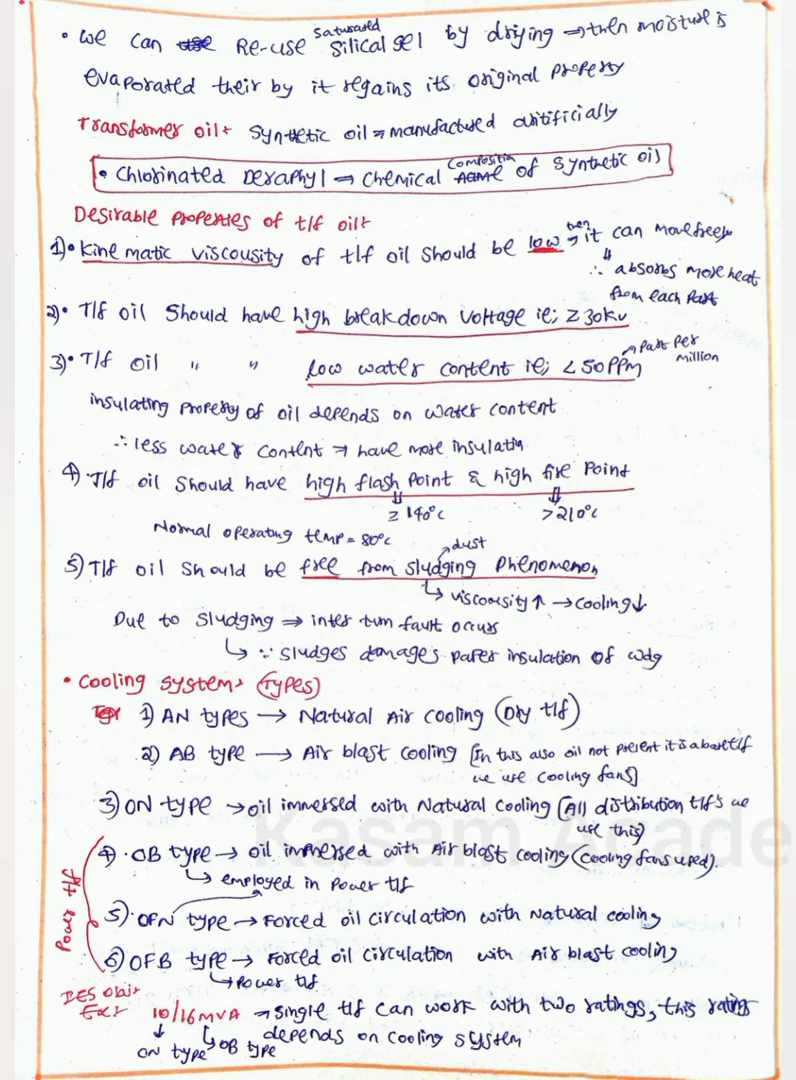 • We can Re-use saturated Silical gel by drying ⇒ then moisture is
evaporated their by it regains its original property
Transformer oil:- Synthetic oil ⇒ manufactured artificially
• Chlorinated Deraphyl ⇒ Chemical Composition of Synthetic oil
Desirable properties of t/f oil:-
1)• Kine matic viscousity of t/f oil should be low → then it can move freely
∴ absorbs more heat
from each part
2)• T/f oil should have high breakdown voltage ie; ≥30kv
3)• T/f oil " " low water content ie; <50PPm → part per million
insulating property of oil depends on water content
∴ less water content ⇒ have more insulatin
4)• T/f oil should have high flash point & high fire point
≥140°c >210°c
Normal operating temp = 80°c
5) T/f oil should be free from sludging phenomenon
dust
↳ viscousity↑ → cooling↓
Due to sludging ⇒ inter turn fault occurs
↳ ∵ sludges damages paper insulation of wdg
• Cooling systems (Types)
1) AN types → Natural Air cooling (Dry t/f)
2) AB type → Air blast cooling [In this also oil not present it is above t/f
we use cooling fans]
3) ON type → oil immersed with Natural cooling (All distribution t/f's we
use this)
4)• OB type → oil immersed with Air blast cooling (cooling fans used).
↳ employed in power t/f
5)• OFN type → Forced oil circulation with Natural cooling
6) OFB type → Forced oil circulation with Air blast cooling
↳ Power t/f
Power t/f
IES
Ex:- 10/16MVA → Single t/f can work with two ratings, this rating
depends on cooling system
ON type ↳ OB type
Kasam Acade